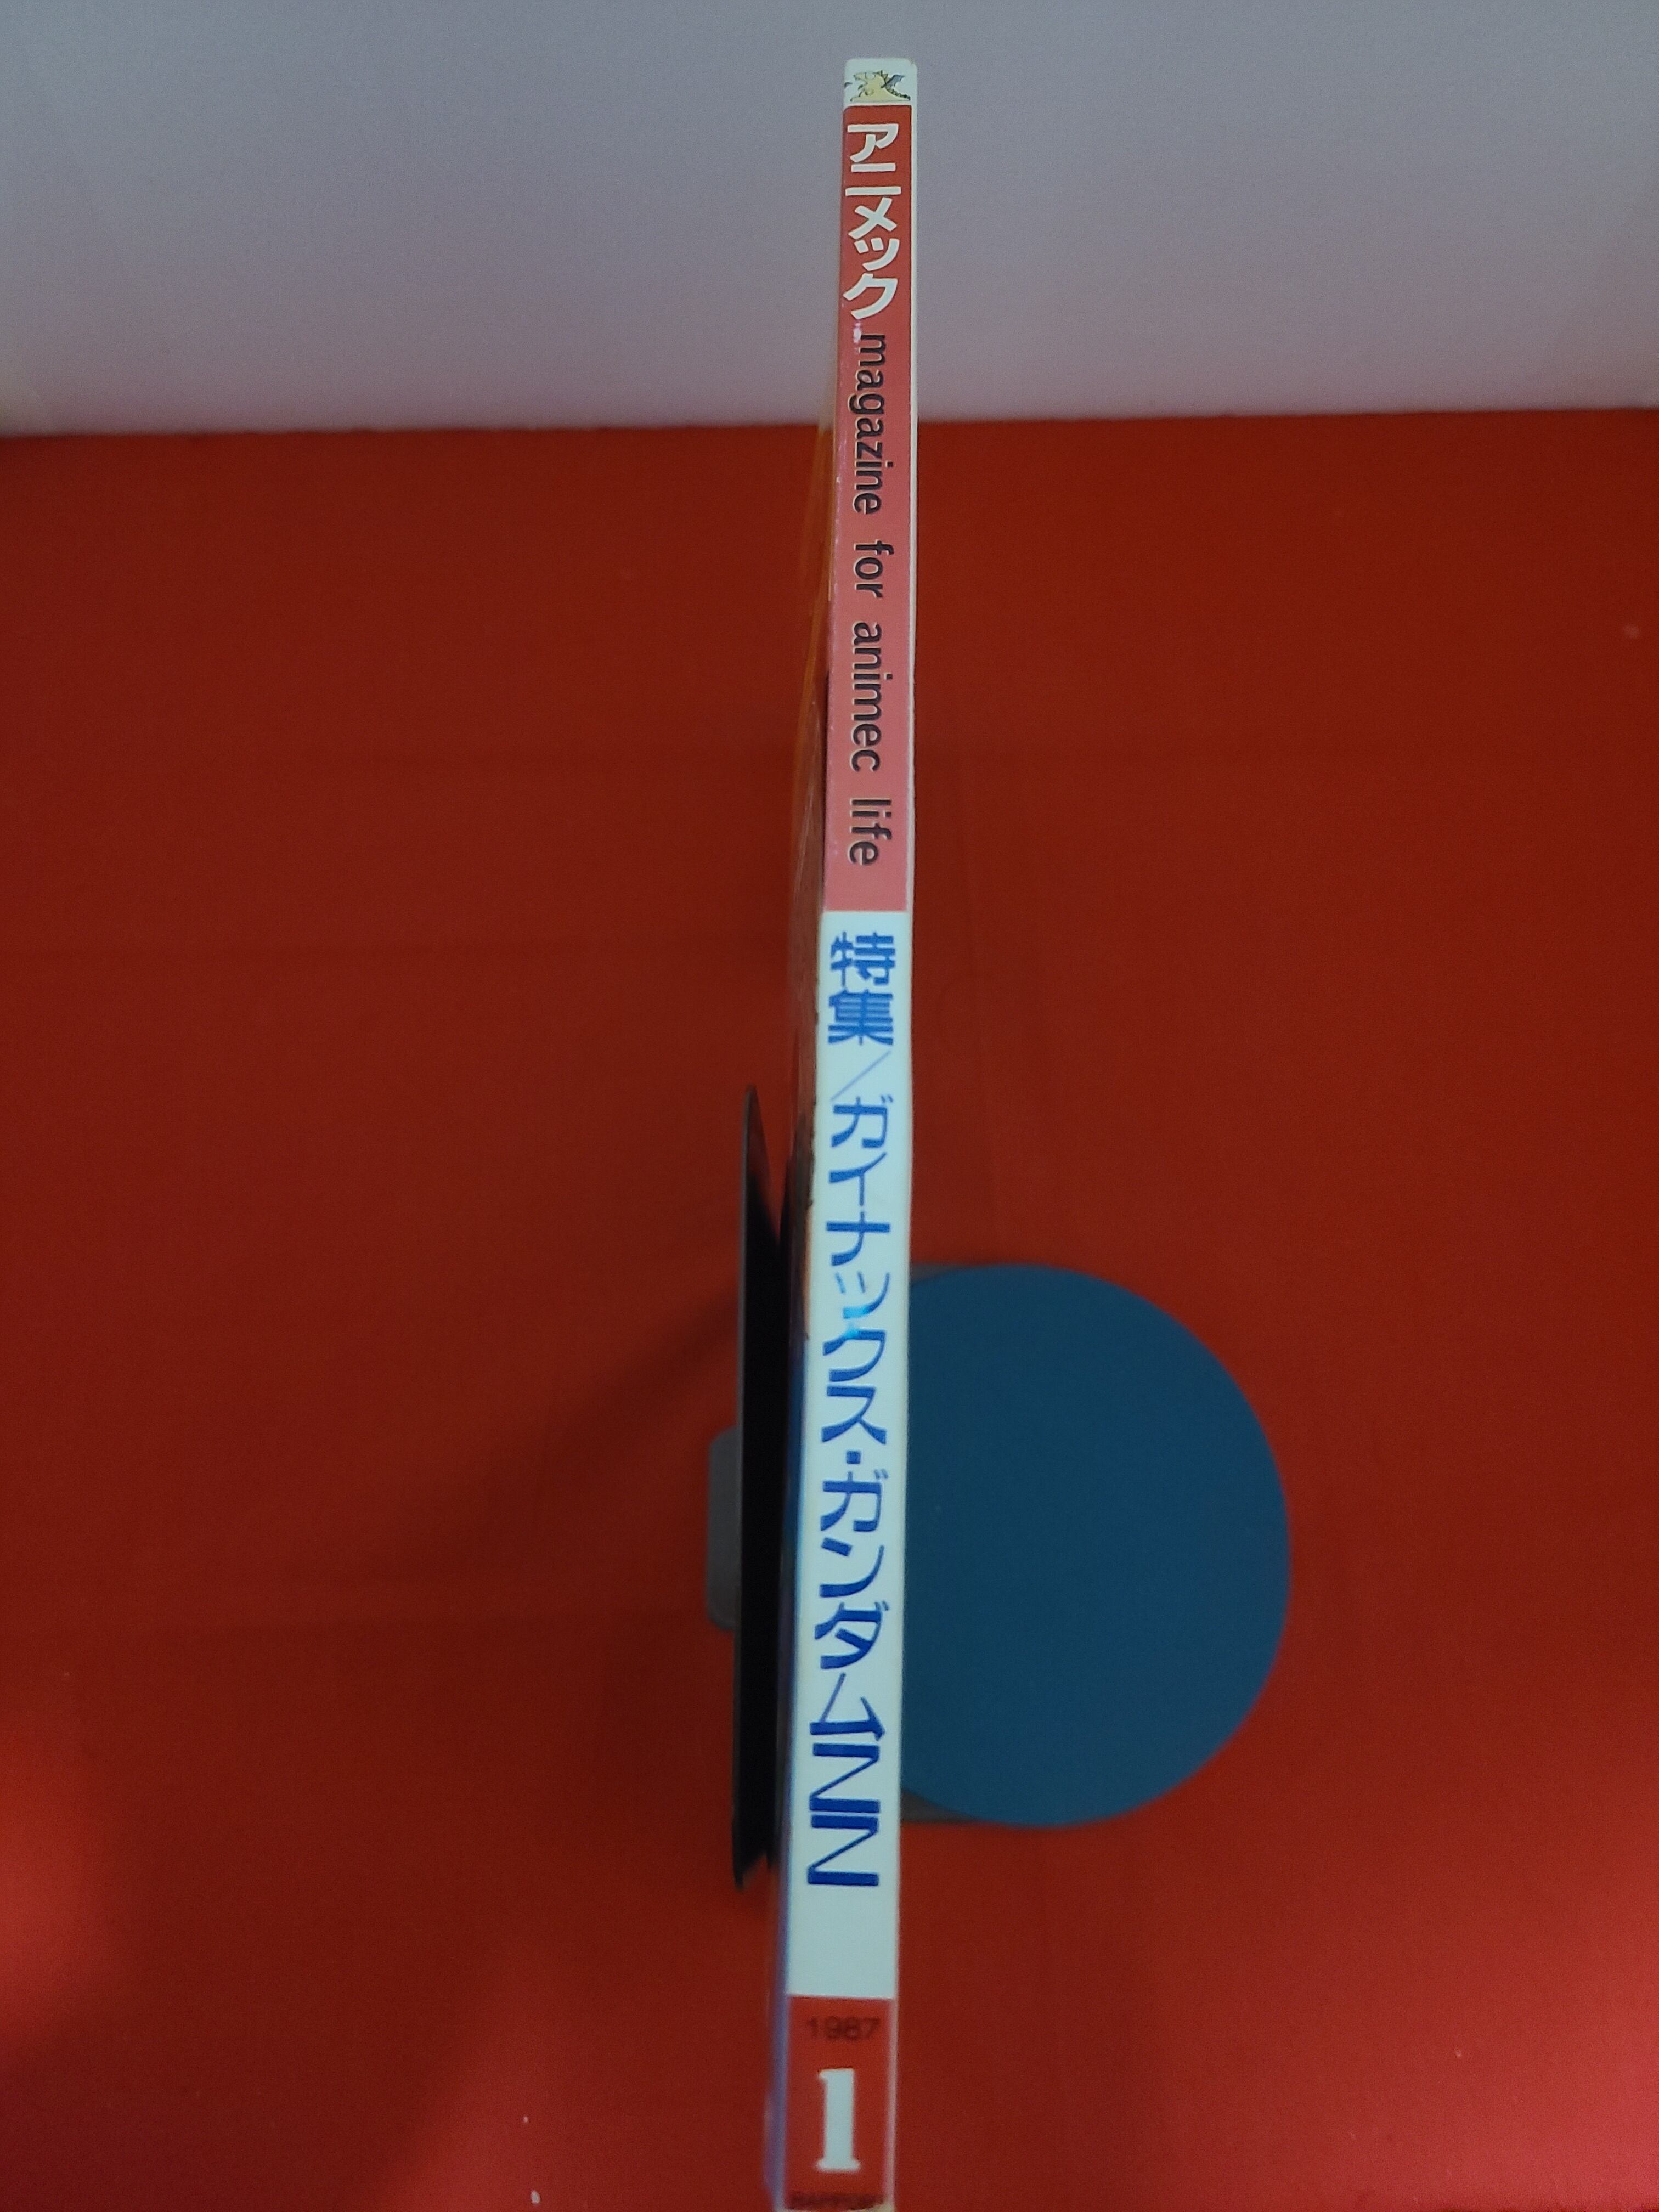 アニメック
magazine for animec life
特集／ガイナックス・ガンダムZZ
1987
1
RAPPORT